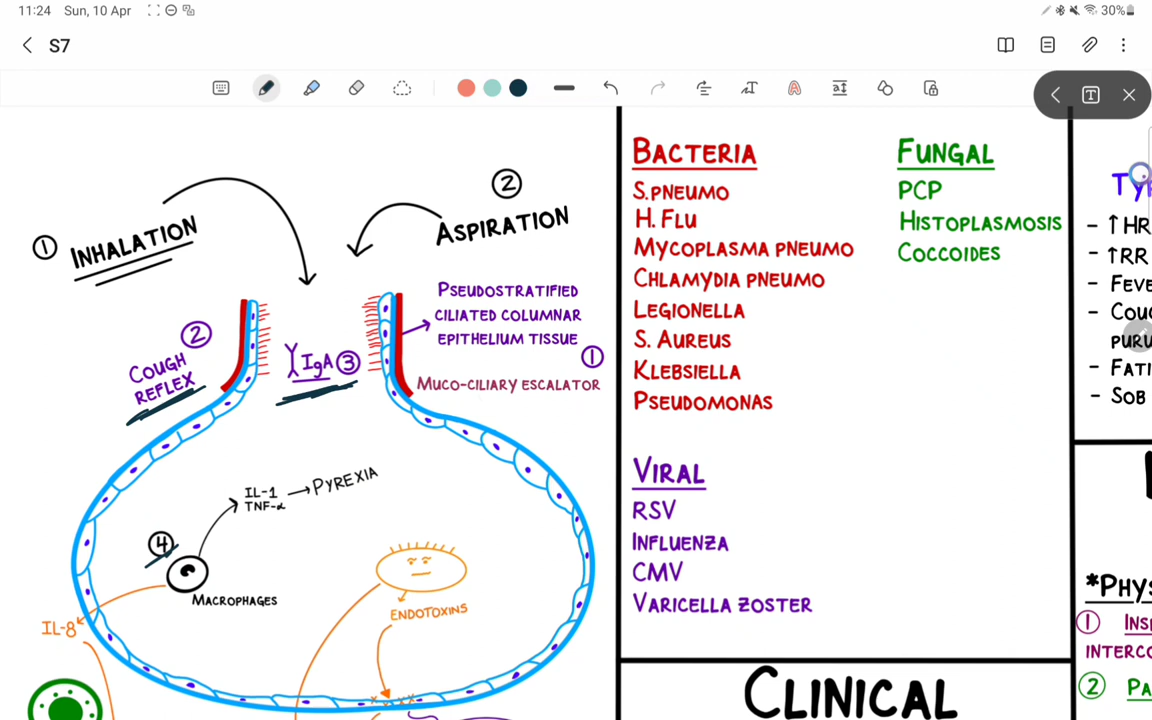 11:24 Sun, 10 Apr
30%
S7
① INHALATION
② ASPIRATION
PSEUDOSTRATIFIED
CILIATED COLUMNAR
EPITHELIUM TISSUE
①
MUCO-CILIARY ESCALATOR
②
COUGH
REFLEX
IgA ③
IL-1
TNF-α → PYREXIA
④
MACROPHAGES
IL-8
ENDOTOXINS
BACTERIA
S.PNEUMO
H.FLU
MYCOPLASMA PNEUMO
CHLAMYDIA PNEUMO
LEGIONELLA
S. AUREUS
KLEBSIELLA
PSEUDOMONAS
VIRAL
RSV
INFLUENZA
CMV
VARICELLA ZOSTER
FUNGAL
PCP
HISTOPLASMOSIS
COCCOIDES
CLINICAL
- ↑HR
- ↑RR
- FEVE
- COUG
PURU
- FATI
- SOB
*PHYS
① INS
INTERCO
② PA